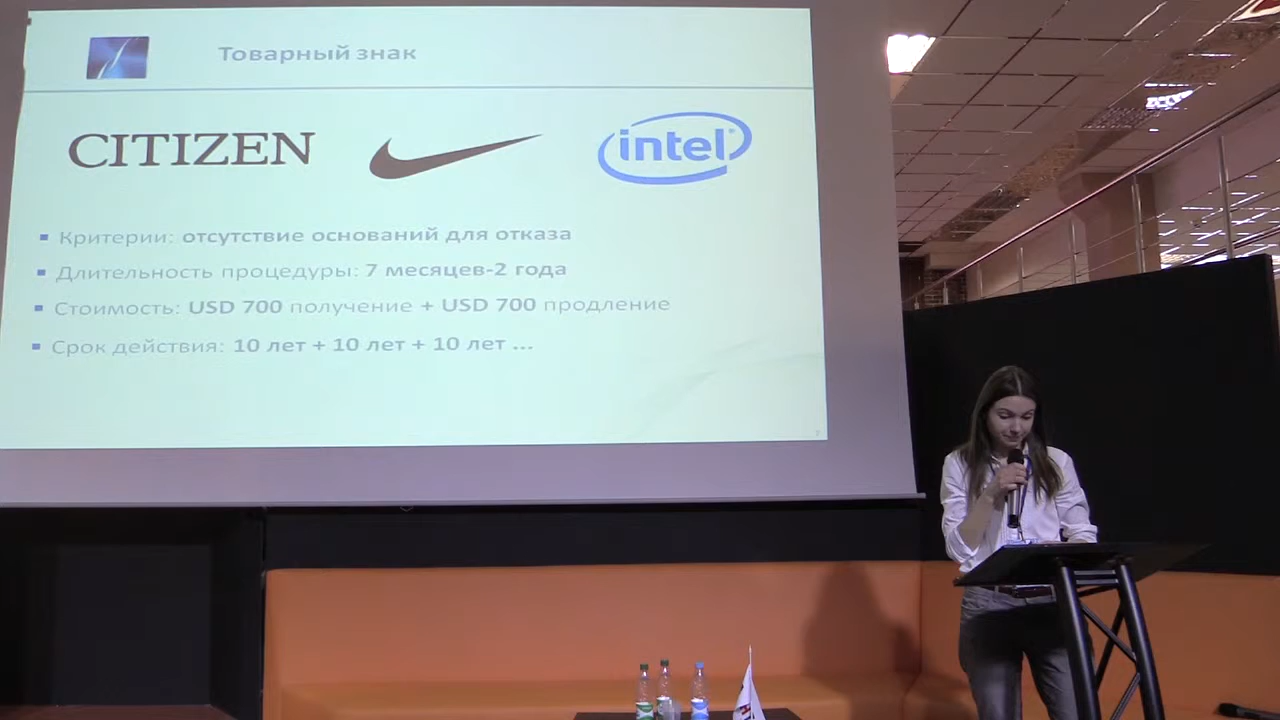 Товарный знак
CITIZEN
intel
Критерии: отсутствие оснований для отказа
Длительность процедуры: 7 месяцев-2 года
Стоимость: USD 700 получение + USD 700 продление
Срок действия: 10 лет + 10 лет + 10 лет ...
7